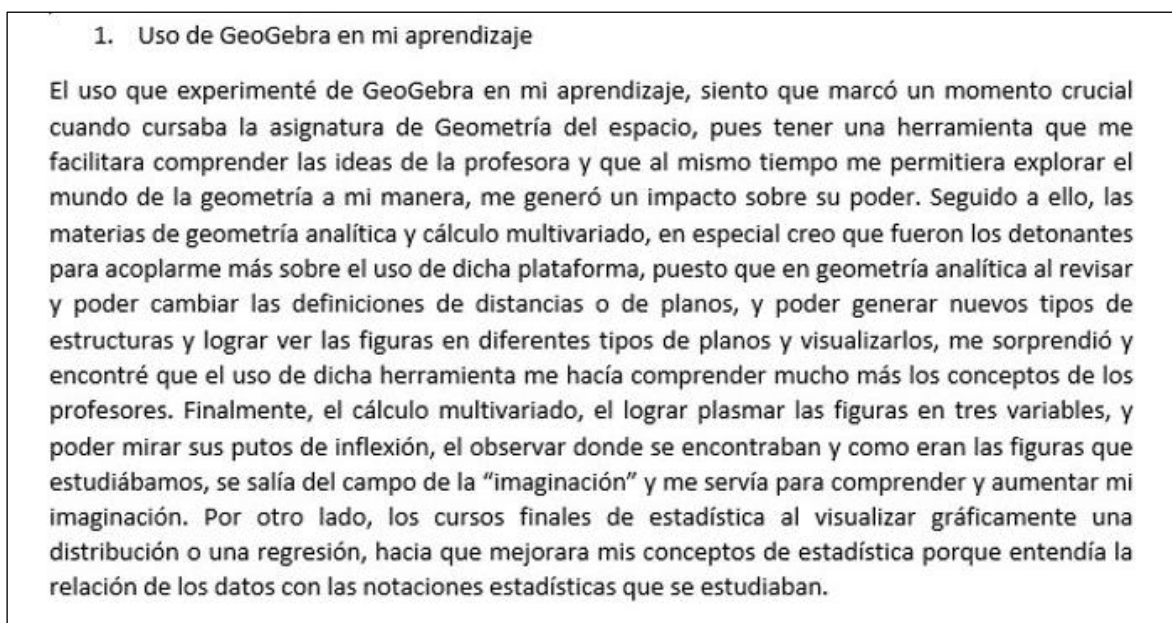 1. Uso de GeoGebra en mi aprendizaje
El uso que experimenté de GeoGebra en mi aprendizaje, siento que marcó un momento crucial
cuando cursaba la asignatura de Geometría del espacio, pues tener una herramienta que me
facilitara comprender las ideas de la profesora y que al mismo tiempo me permitiera explorar el
mundo de la geometría a mi manera, me generó un impacto sobre su poder. Seguido a ello, las
materias de geometría analítica y cálculo multivariado, en especial creo que fueron los detonantes
para acoplarme más sobre el uso de dicha plataforma, puesto que en geometría analítica al revisar
y poder cambiar las definiciones de distancias o de planos, y poder generar nuevos tipos de
estructuras y lograr ver las figuras en diferentes tipos de planos y visualizarlos, me sorprendió y
encontré que el uso de dicha herramienta me hacía comprender mucho más los conceptos de los
profesores. Finalmente, el cálculo multivariado, el lograr plasmar las figuras en tres variables, y
poder mirar sus putos de inflexión, el observar donde se encontraban y como eran las figuras que
estudiábamos, se salía del campo de la “imaginación” y me servía para comprender y aumentar mi
imaginación. Por otro lado, los cursos finales de estadística al visualizar gráficamente una
distribución o una regresión, hacia que mejorara mis conceptos de estadística porque entendía la
relación de los datos con las notaciones estadísticas que se estudiaban.